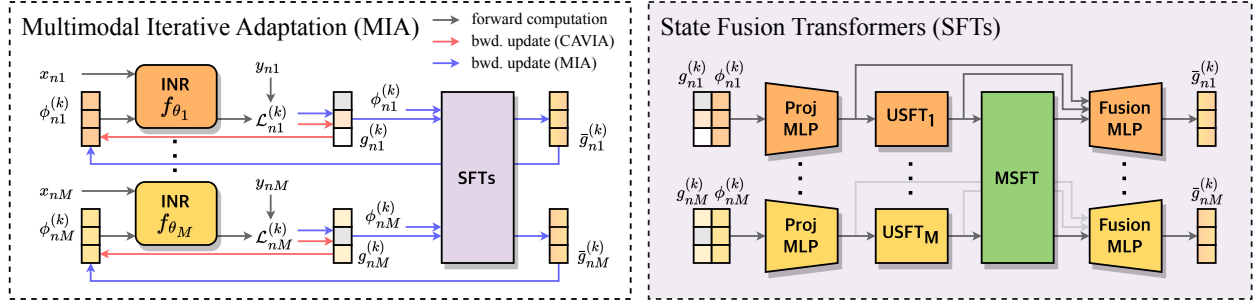 Multimodal Iterative Adaptation (MIA)
forward computation
bwd. update (CAVIA)
bwd. update (MIA)
x_{n1}
y_{n1}
INR
f_{θ_1}
ϕ_{n1}^{(k)}
ℒ_{n1}^{(k)}
ϕ_{n1}^{(k)}
g_{n1}^{(k)}
ḡ_{n1}^{(k)}
SFTs
x_{nM}
y_{nM}
INR
f_{θ_M}
ϕ_{nM}^{(k)}
ℒ_{nM}^{(k)}
ϕ_{nM}^{(k)}
g_{nM}^{(k)}
ḡ_{nM}^{(k)}
State Fusion Transformers (SFTs)
g_{n1}^{(k)} ϕ_{n1}^{(k)}
Proj
MLP
USFT_1
MSFT
Fusion
MLP
ḡ_{n1}^{(k)}
g_{nM}^{(k)} ϕ_{nM}^{(k)}
Proj
MLP
USFT_M
Fusion
MLP
ḡ_{nM}^{(k)}